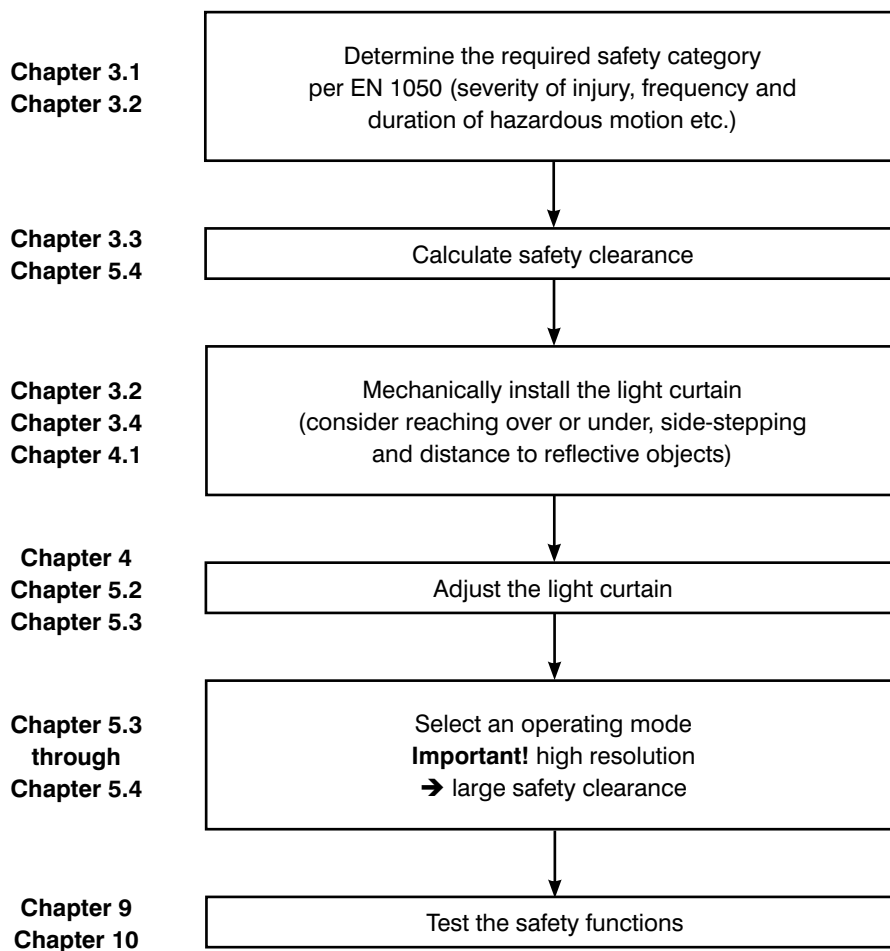 Chapter 3.1
Chapter 3.2
Determine the required safety category
per EN 1050 (severity of injury, frequency and
duration of hazardous motion etc.)
Chapter 3.3
Chapter 5.4
Calculate safety clearance
Chapter 3.2
Chapter 3.4
Chapter 4.1
Mechanically install the light curtain
(consider reaching over or under, side-stepping
and distance to reflective objects)
Chapter 4
Chapter 5.2
Chapter 5.3
Adjust the light curtain
Chapter 5.3
through
Chapter 5.4
Select an operating mode
Important! high resolution
➔ large safety clearance
Chapter 9
Chapter 10
Test the safety functions